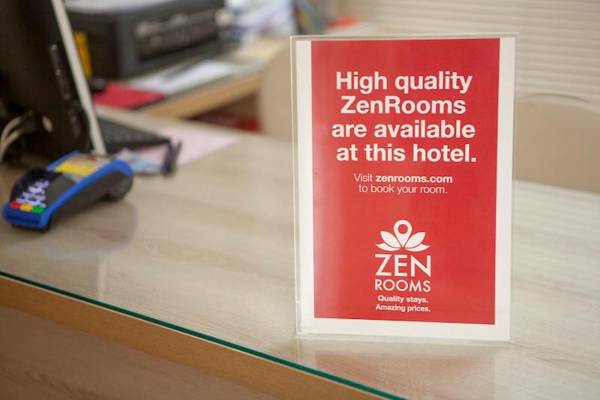 High quality
ZenRooms
are available
at this hotel.
Visit zenrooms.com
to book your room.
ZEN
ROOMS
Quality stays.
Amazing prices.